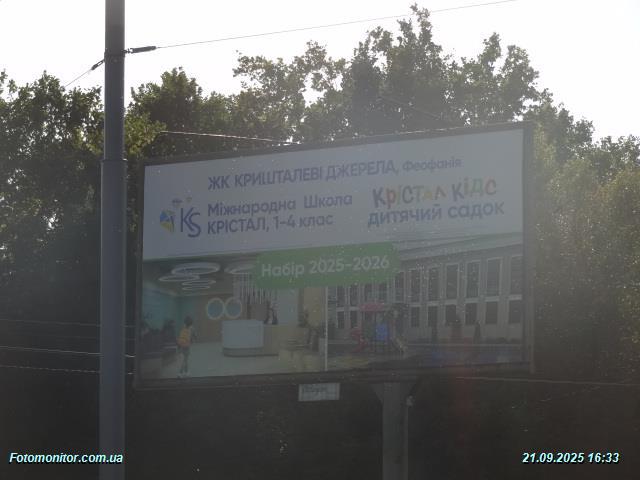 ЖК КРИШТАЛЕВІ ДЖЕРЕЛА, Феофанія
KS
Міжнародна Школа
КРІСТАЛ, 1-4 клас
КРІСТАЛ КІДС
ДИТЯЧИЙ САДОК
Набір 2025-2026
Fotomonitor.com.ua
21.09.2025 16:33